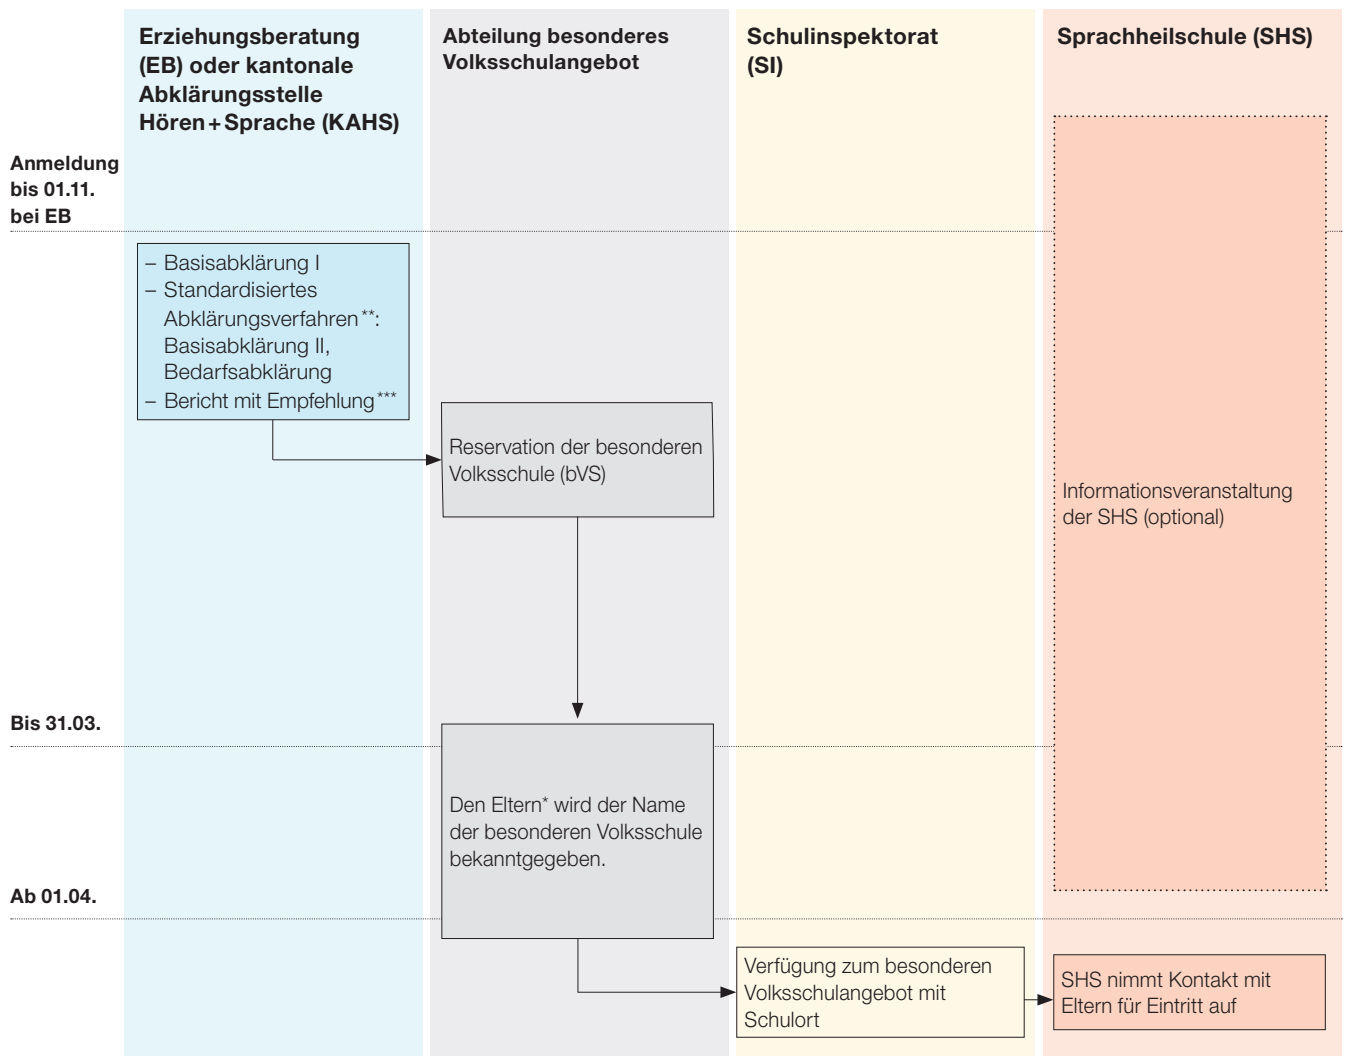 Erziehungsberatung
(EB) oder kantonale
Abklärungsstelle
Hören + Sprache (KAHS)
Abteilung besonderes
Volksschulangebot
Schulinspektorat
(SI)
Sprachheilschule (SHS)
Anmeldung
bis 01.11.
bei EB
– Basisabklärung I
– Standardisiertes
Abklärungsverfahren**:
Basisabklärung II,
Bedarfsabklärung
– Bericht mit Empfehlung***
Reservation der besonderen
Volksschule (bVS)
Informationsveranstaltung
der SHS (optional)
Bis 31.03.
Den Eltern* wird der Name
der besonderen Volksschule
bekanntgegeben.
Ab 01.04.
Verfügung zum besonderen
Volksschulangebot mit
Schulort
SHS nimmt Kontakt mit
Eltern für Eintritt auf